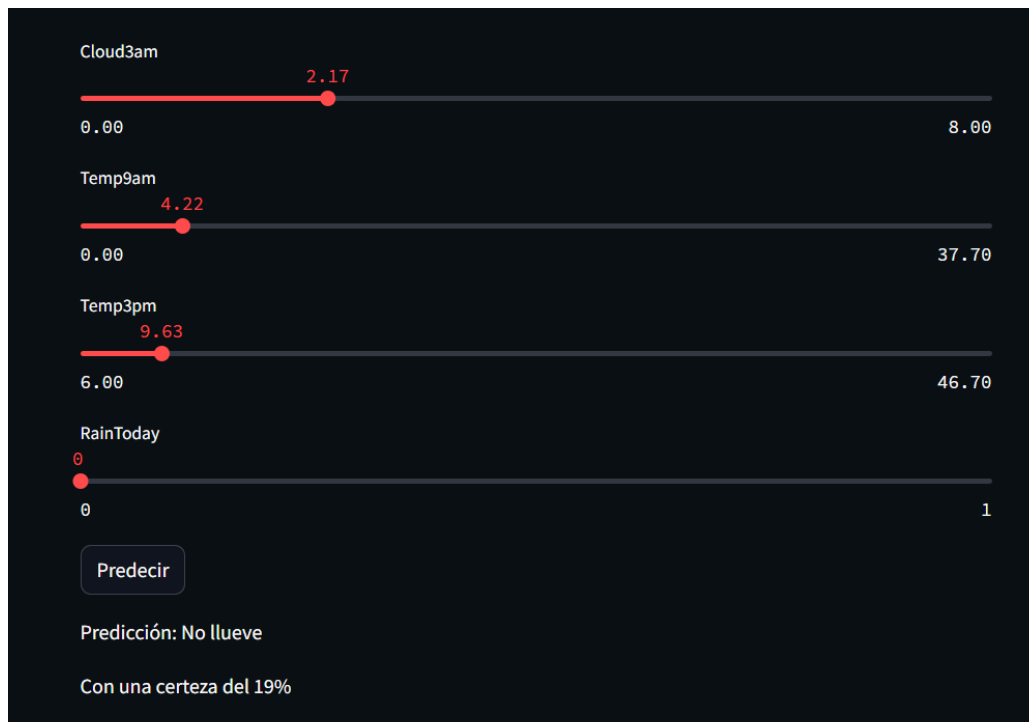 Cloud3am
2.17
0.00 8.00
Temp9am
4.22
0.00 37.70
Temp3pm
9.63
6.00 46.70
RainToday
0
0 1
Predecir
Predicción: No llueve
Con una certeza del 19%